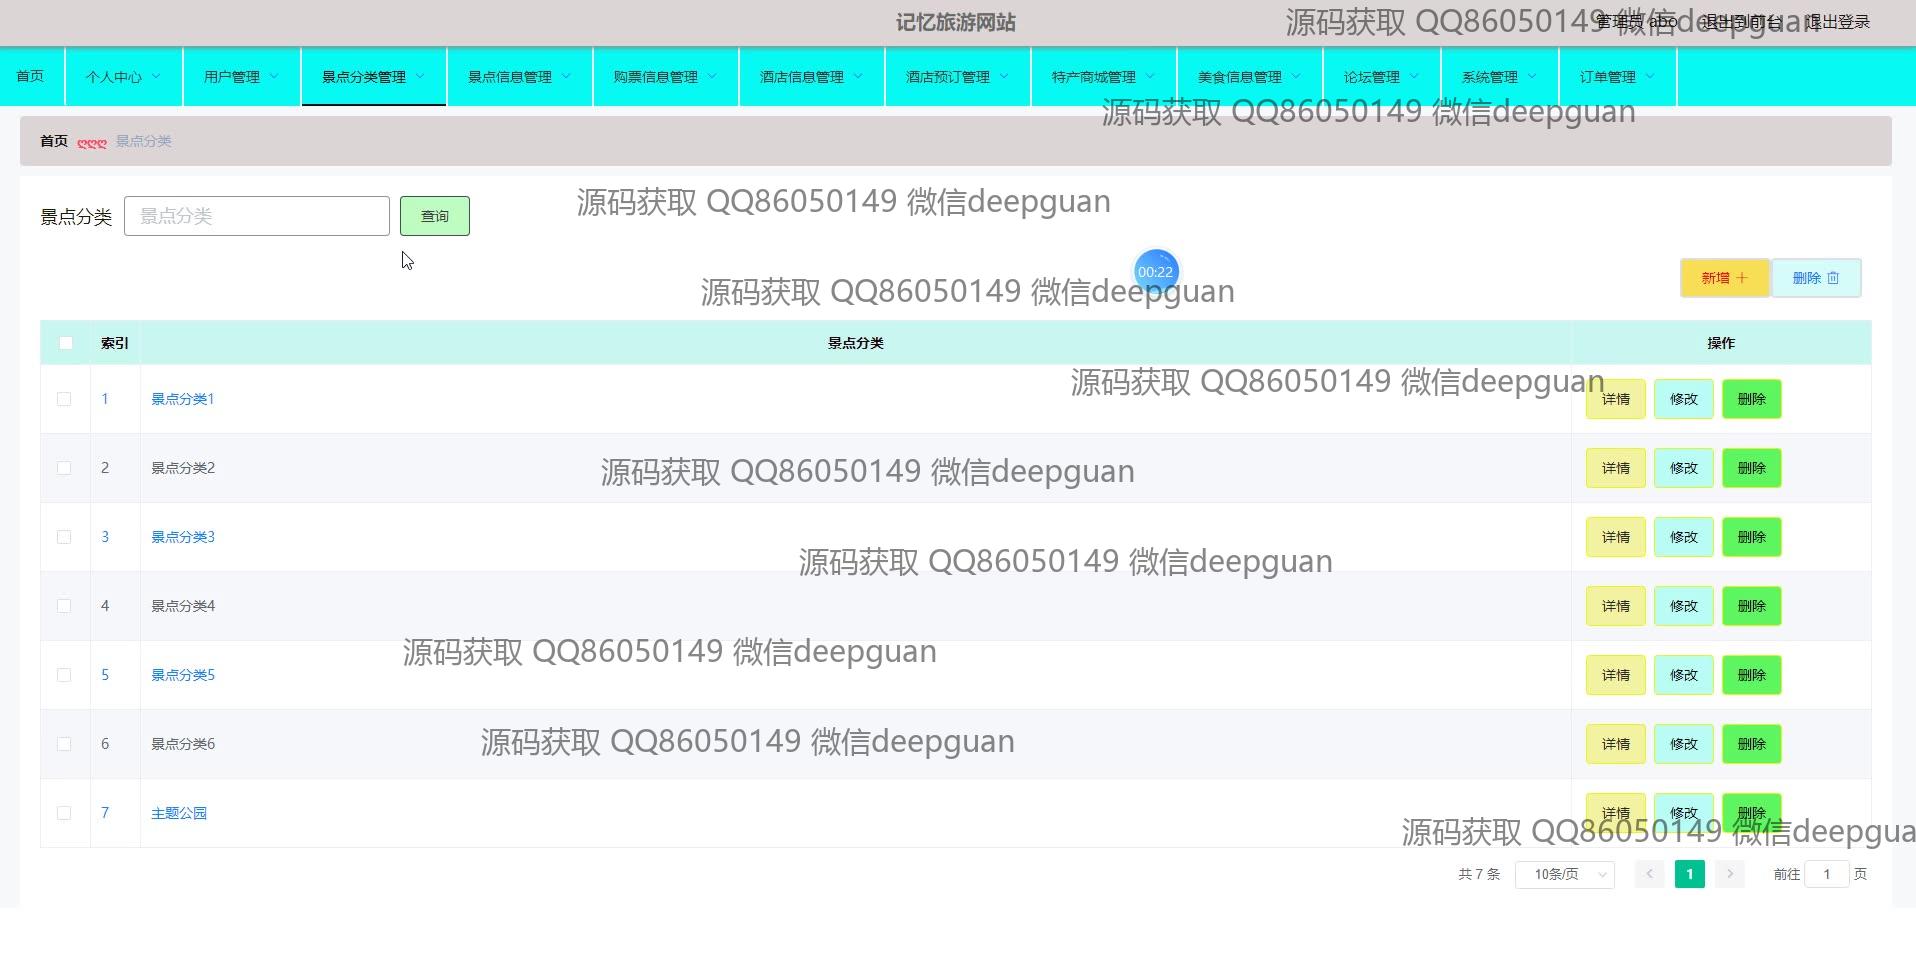 记忆旅游网站
管理员 abo 退出到前台 退出登录
源码获取 QQ86050149 微信deepguan
首页 个人中心 用户管理 景点分类管理 景点信息管理 购票信息管理 酒店信息管理 酒店预订管理 特产商城管理 美食信息管理 论坛管理 系统管理 订单管理
源码获取 QQ86050149 微信deepguan
首页 ღღღ 景点分类
源码获取 QQ86050149 微信deepguan
景点分类 景点分类 查询
00:22
新增 删除
源码获取 QQ86050149 微信deepguan
索引 景点分类 操作
源码获取 QQ86050149 微信deepguan
1 景点分类1 详情 修改 删除
2 景点分类2 详情 修改 删除
源码获取 QQ86050149 微信deepguan
3 景点分类3 详情 修改 删除
源码获取 QQ86050149 微信deepguan
4 景点分类4 详情 修改 删除
源码获取 QQ86050149 微信deepguan
5 景点分类5 详情 修改 删除
6 景点分类6 详情 修改 删除
源码获取 QQ86050149 微信deepguan
7 主题公园 详情 修改 删除
源码获取 QQ86050149 微信deepgua
共 7 条 10条/页 1 前往 1 页